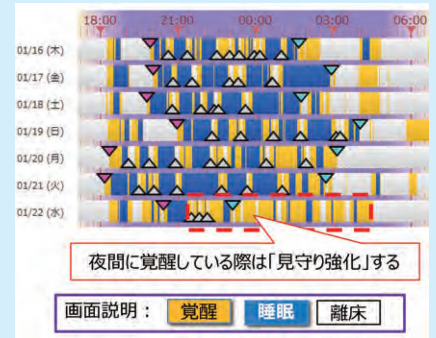 18:00 21:00 00:00 03:00 06:00
01/16 (木)
01/17 (金)
01/18 (土)
01/19 (日)
01/20 (月)
01/21 (火)
01/22 (水)
夜間に覚醒している際は「見守り強化」する
画面説明： 覚醒 睡眠 離床